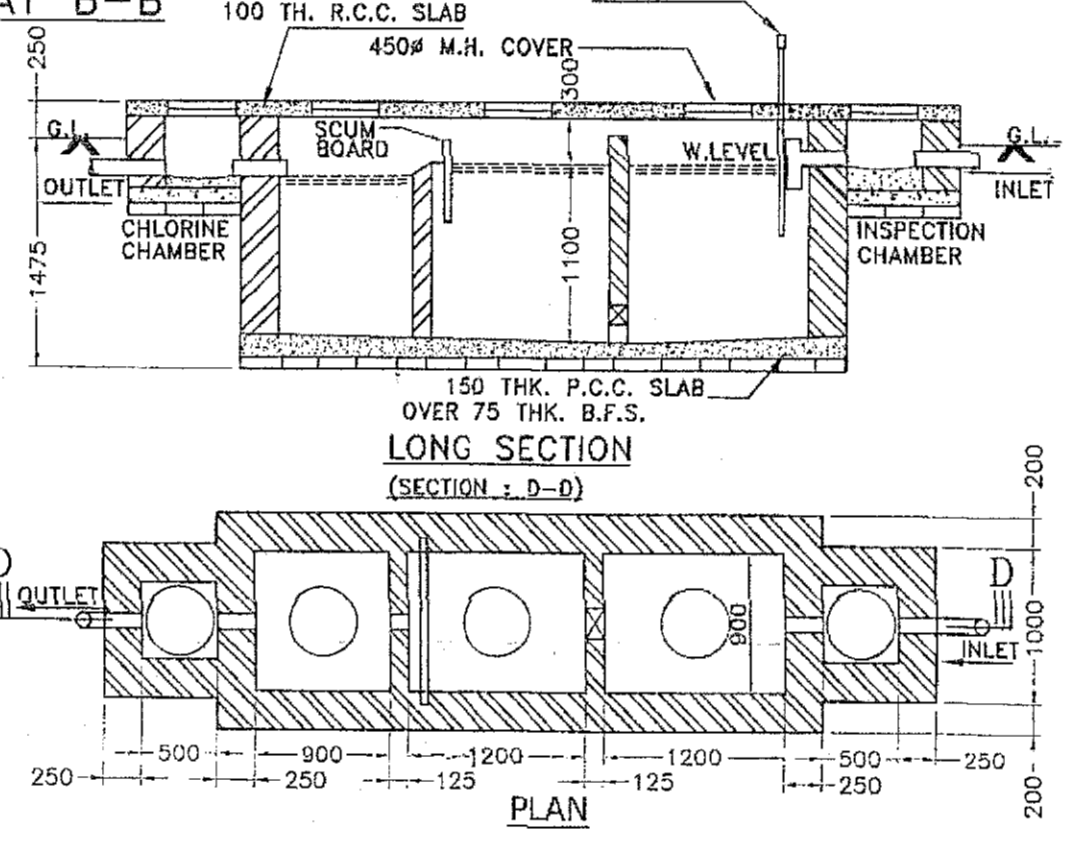 AT B-B
100 TH. R.C.C. SLAB
450ø M.H. COVER
250
300
G.L.
SCUM
BOARD
W.LEVEL
G.L.
OUTLET
INLET
CHLORINE
CHAMBER
INSPECTION
CHAMBER
1475
1100
150 THK. P.C.C. SLAB
OVER 75 THK. B.F.S.
LONG SECTION
(SECTION : D-D)
200
D
OUTLET
D
900
1000
INLET
500 900 1200 1200 500
250 250 125 125 250 250
200
PLAN